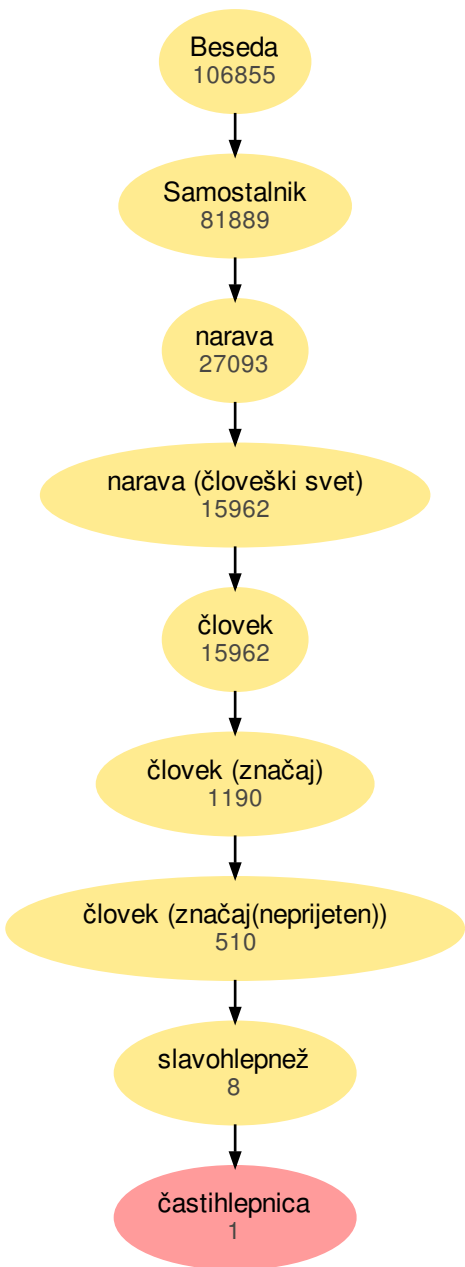 Beseda
106855
Samostalnik
81889
narava
27093
narava (človeški svet)
15962
človek
15962
človek (značaj)
1190
človek (značaj(neprijeten))
510
slavohlepnež
8
častihlepnica
1